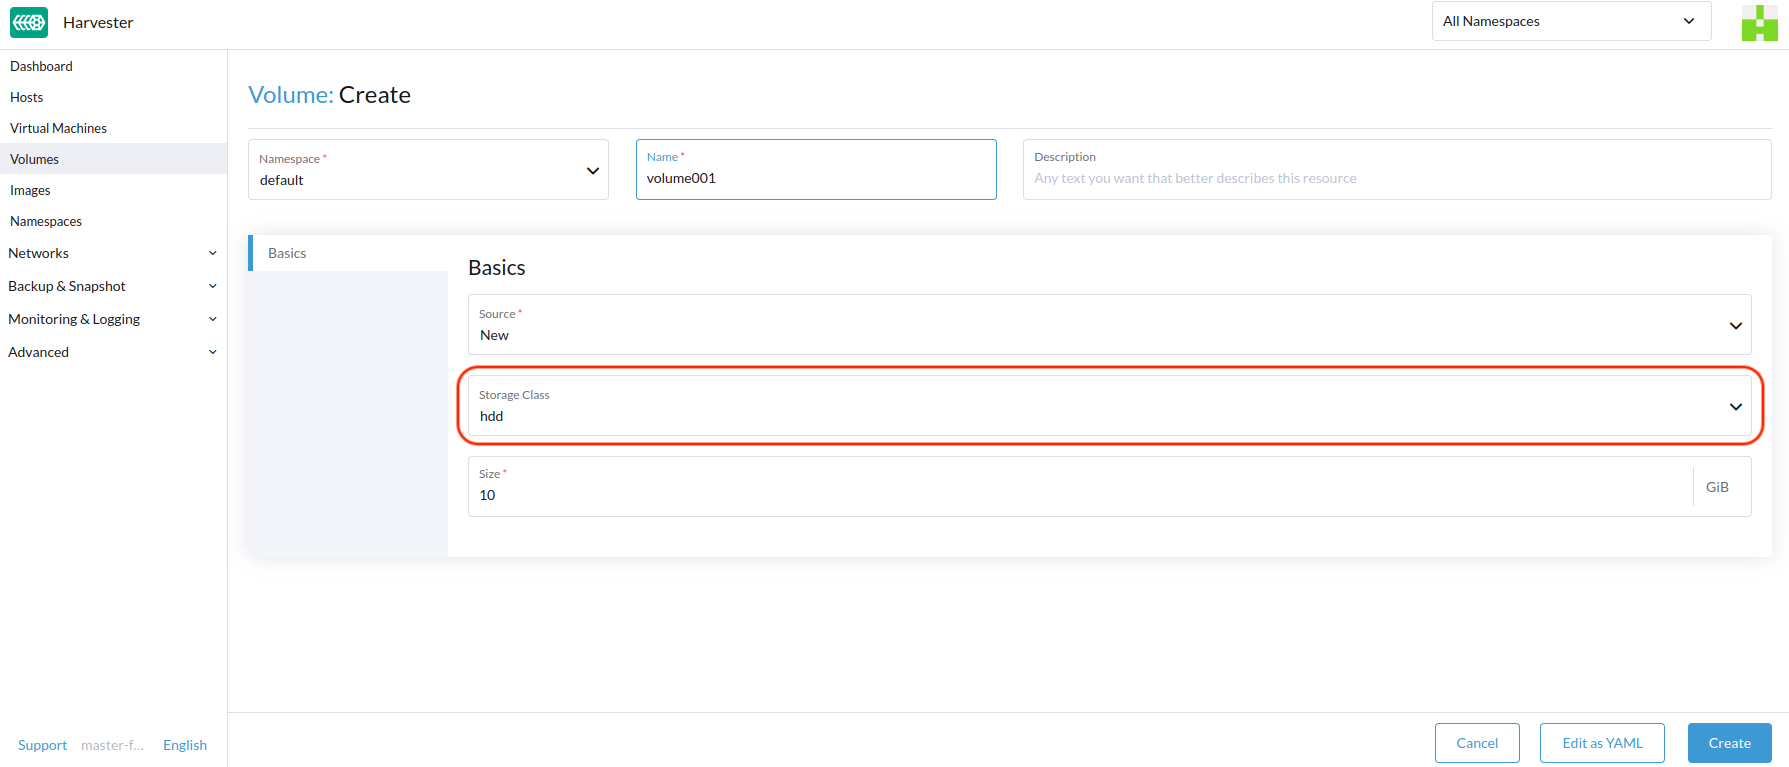 Harvester
All Namespaces
Dashboard
Hosts
Virtual Machines
Volumes
Images
Namespaces
Networks
Backup & Snapshot
Monitoring & Logging
Advanced
Support master-f... English
Volume: Create
Namespace *
default
Name *
volume001
Description
Any text you want that better describes this resource
Basics
Basics
Source *
New
Storage Class
hdd
Size *
10
GiB
Cancel
Edit as YAML
Create